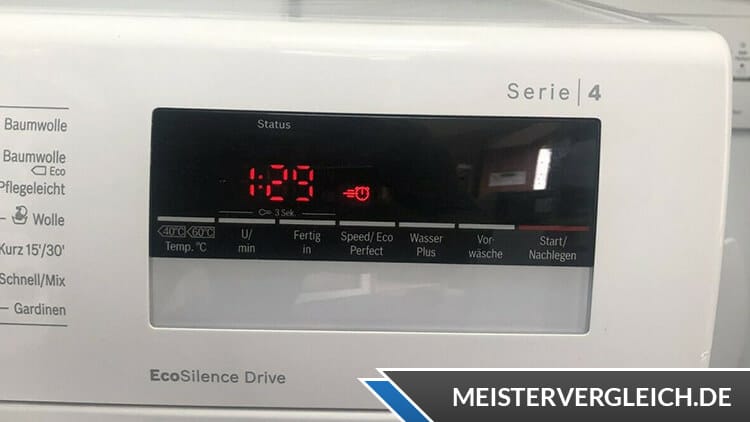 Serie | 4
Status
1:29
3 Sek.
40°C 60°C
Temp. °C
U/
min
Fertig
in
Speed/ Eco
Perfect
Wasser
Plus
Vor-
wäsche
Start/
Nachlegen
Baumwolle
Baumwolle
Eco
Pflegeleicht
Wolle
Kurz 15'/30'
Schnell/Mix
Gardinen
EcoSilence Drive
MEISTERVERGLEICH.DE